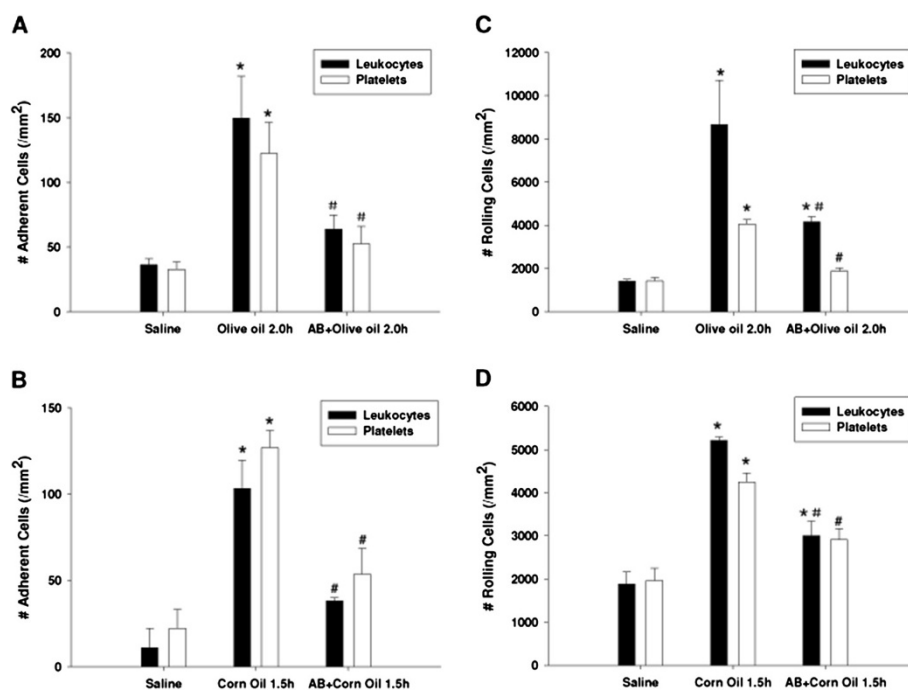 A
# Adherent Cells (/mm²)
200
150
100
50
0
Leukocytes
Platelets
*
*
#
#
Saline
Olive oil 2.0h
AB+Olive oil 2.0h
C
# Rolling Cells (/mm²)
12000
10000
8000
6000
4000
2000
0
Leukocytes
Platelets
*
*
* #
#
Saline
Olive oil 2.0h
AB+Olive oil 2.0h
B
# Adherent Cells (/mm²)
150
100
50
0
Leukocytes
Platelets
*
*
#
#
Saline
Corn Oil 1.5h
AB+Corn Oil 1.5h
D
# Rolling Cells (/mm²)
6000
5000
4000
3000
2000
1000
0
Leukocytes
Platelets
*
*
* #
#
Saline
Corn Oil 1.5h
AB+Corn Oil 1.5h